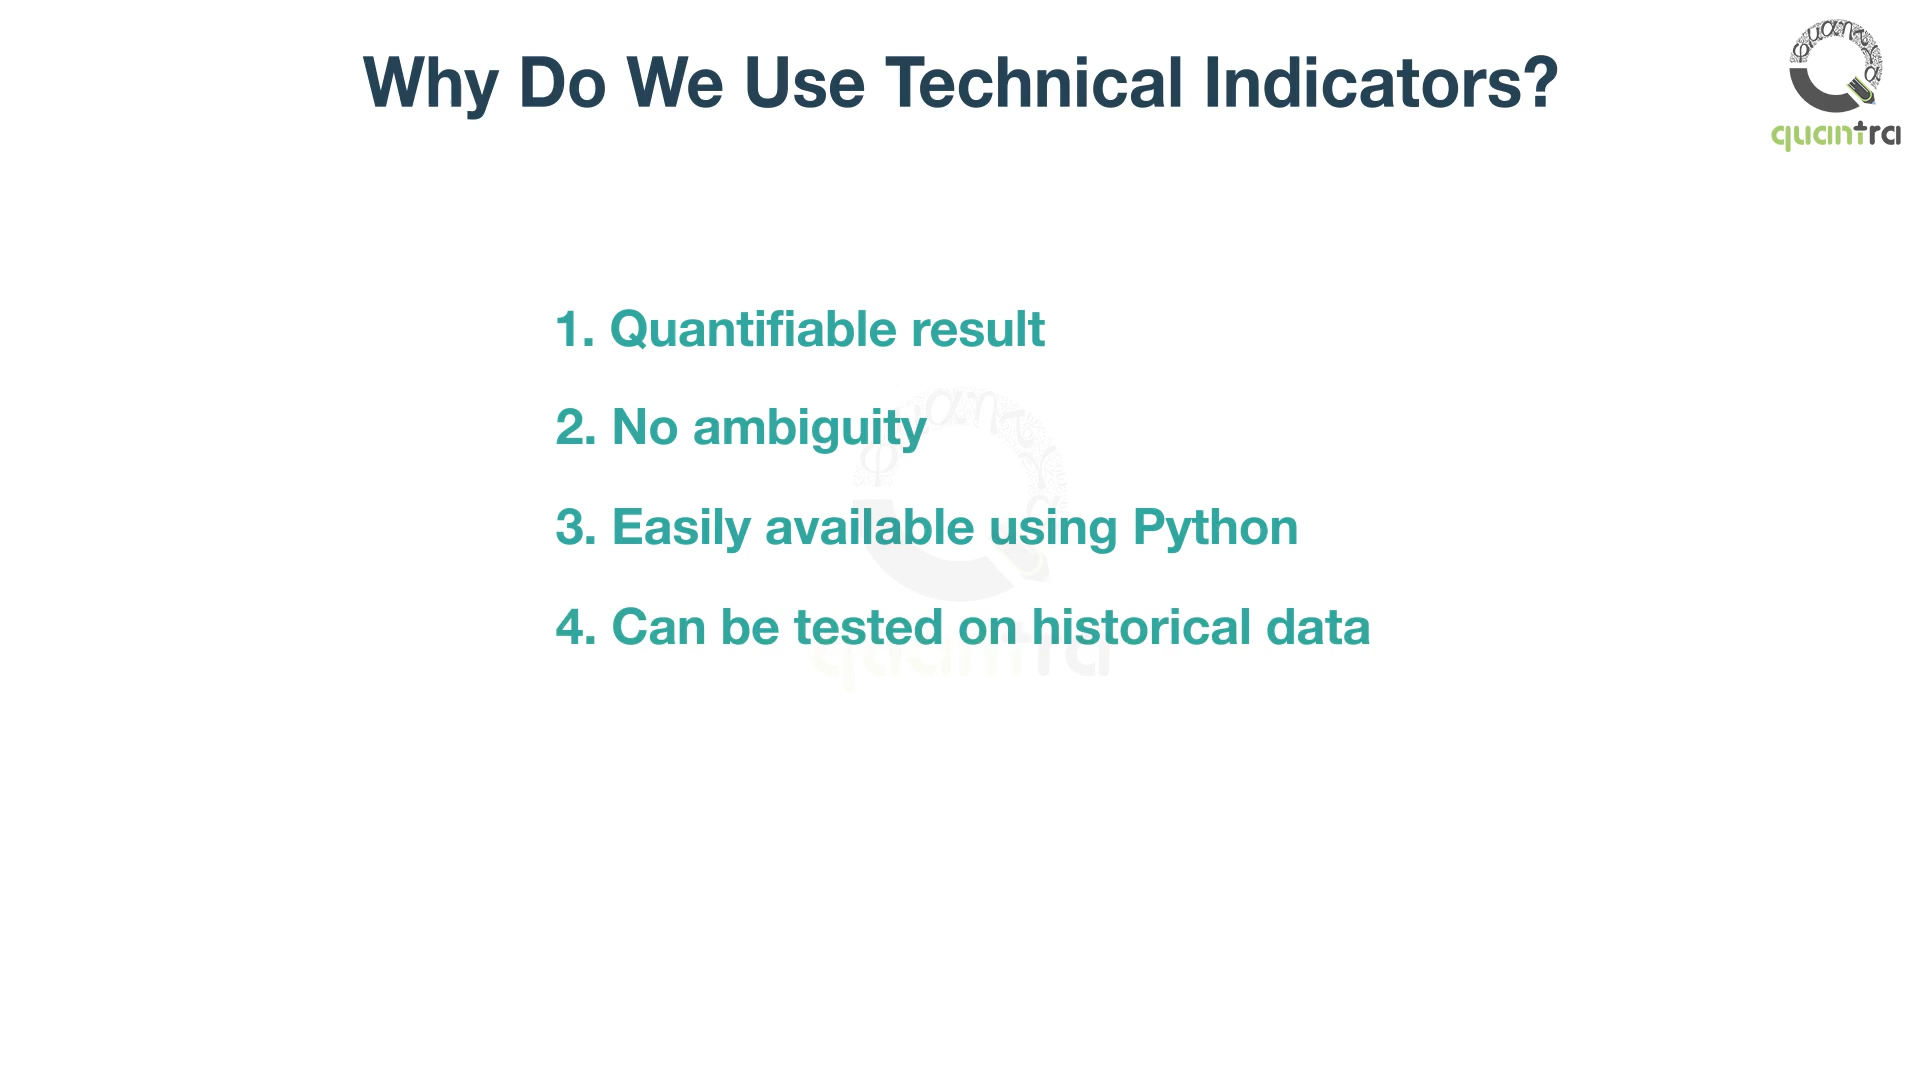 Why Do We Use Technical Indicators?
quantra
1. Quantifiable result
2. No ambiguity
3. Easily available using Python
4. Can be tested on historical data
quantra